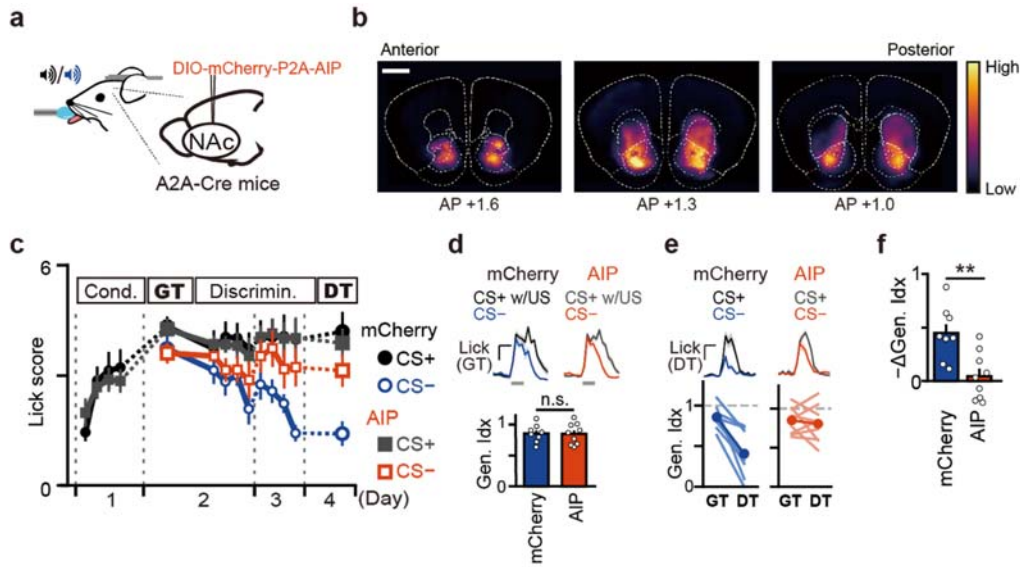 a
DIO-mCherry-P2A-AIP
NAc
A2A-Cre mice
b
Anterior
Posterior
High
Low
AP +1.6
AP +1.3
AP +1.0
c
6
Cond.
GT
Discrimin.
DT
Lick score
0
1
2
3
4
(Day)
mCherry
CS+
CS−
AIP
CS+
CS−
d
mCherry
AIP
CS+ w/US
CS−
CS+ w/US
CS−
Lick
(GT)
n.s.
1
Gen. Idx
0
mCherry
AIP
e
mCherry
AIP
CS+
CS−
CS+
CS−
Lick
(DT)
1
Gen. Idx
0
GT DT
GT DT
f
**
1
−ΔGen. Idx
0
mCherry
AIP